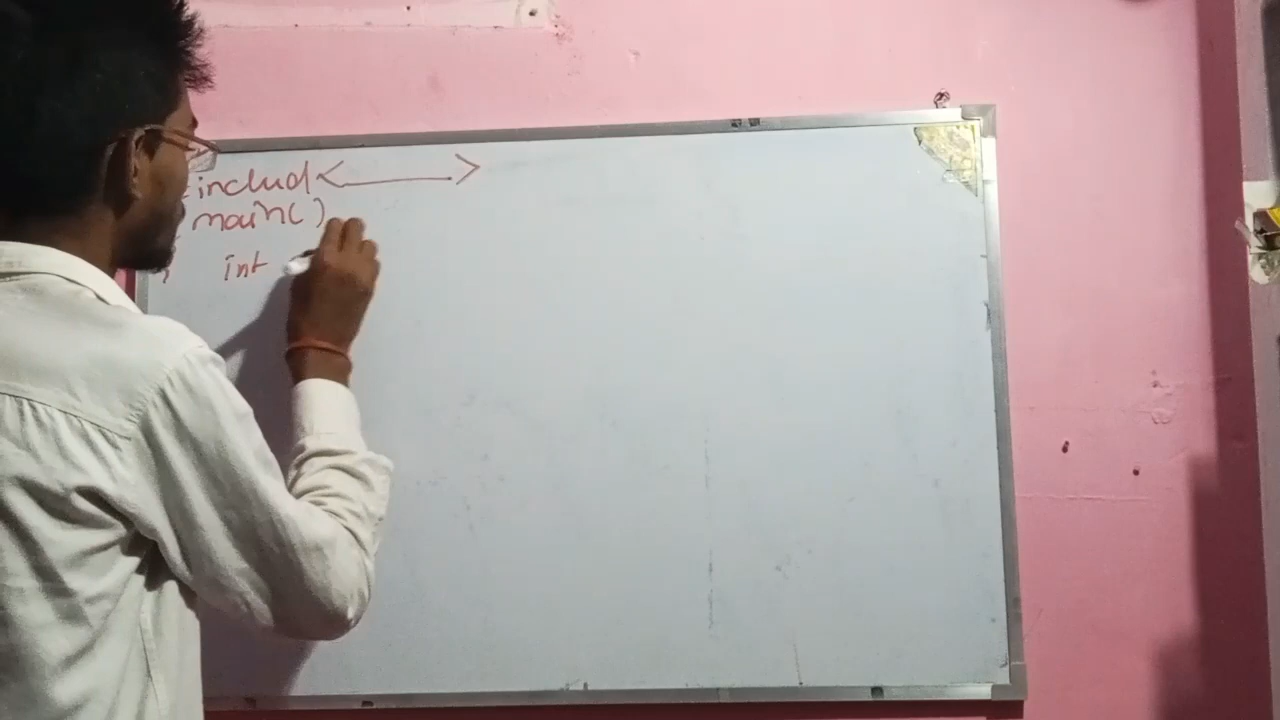 includ< >
main()
{ int